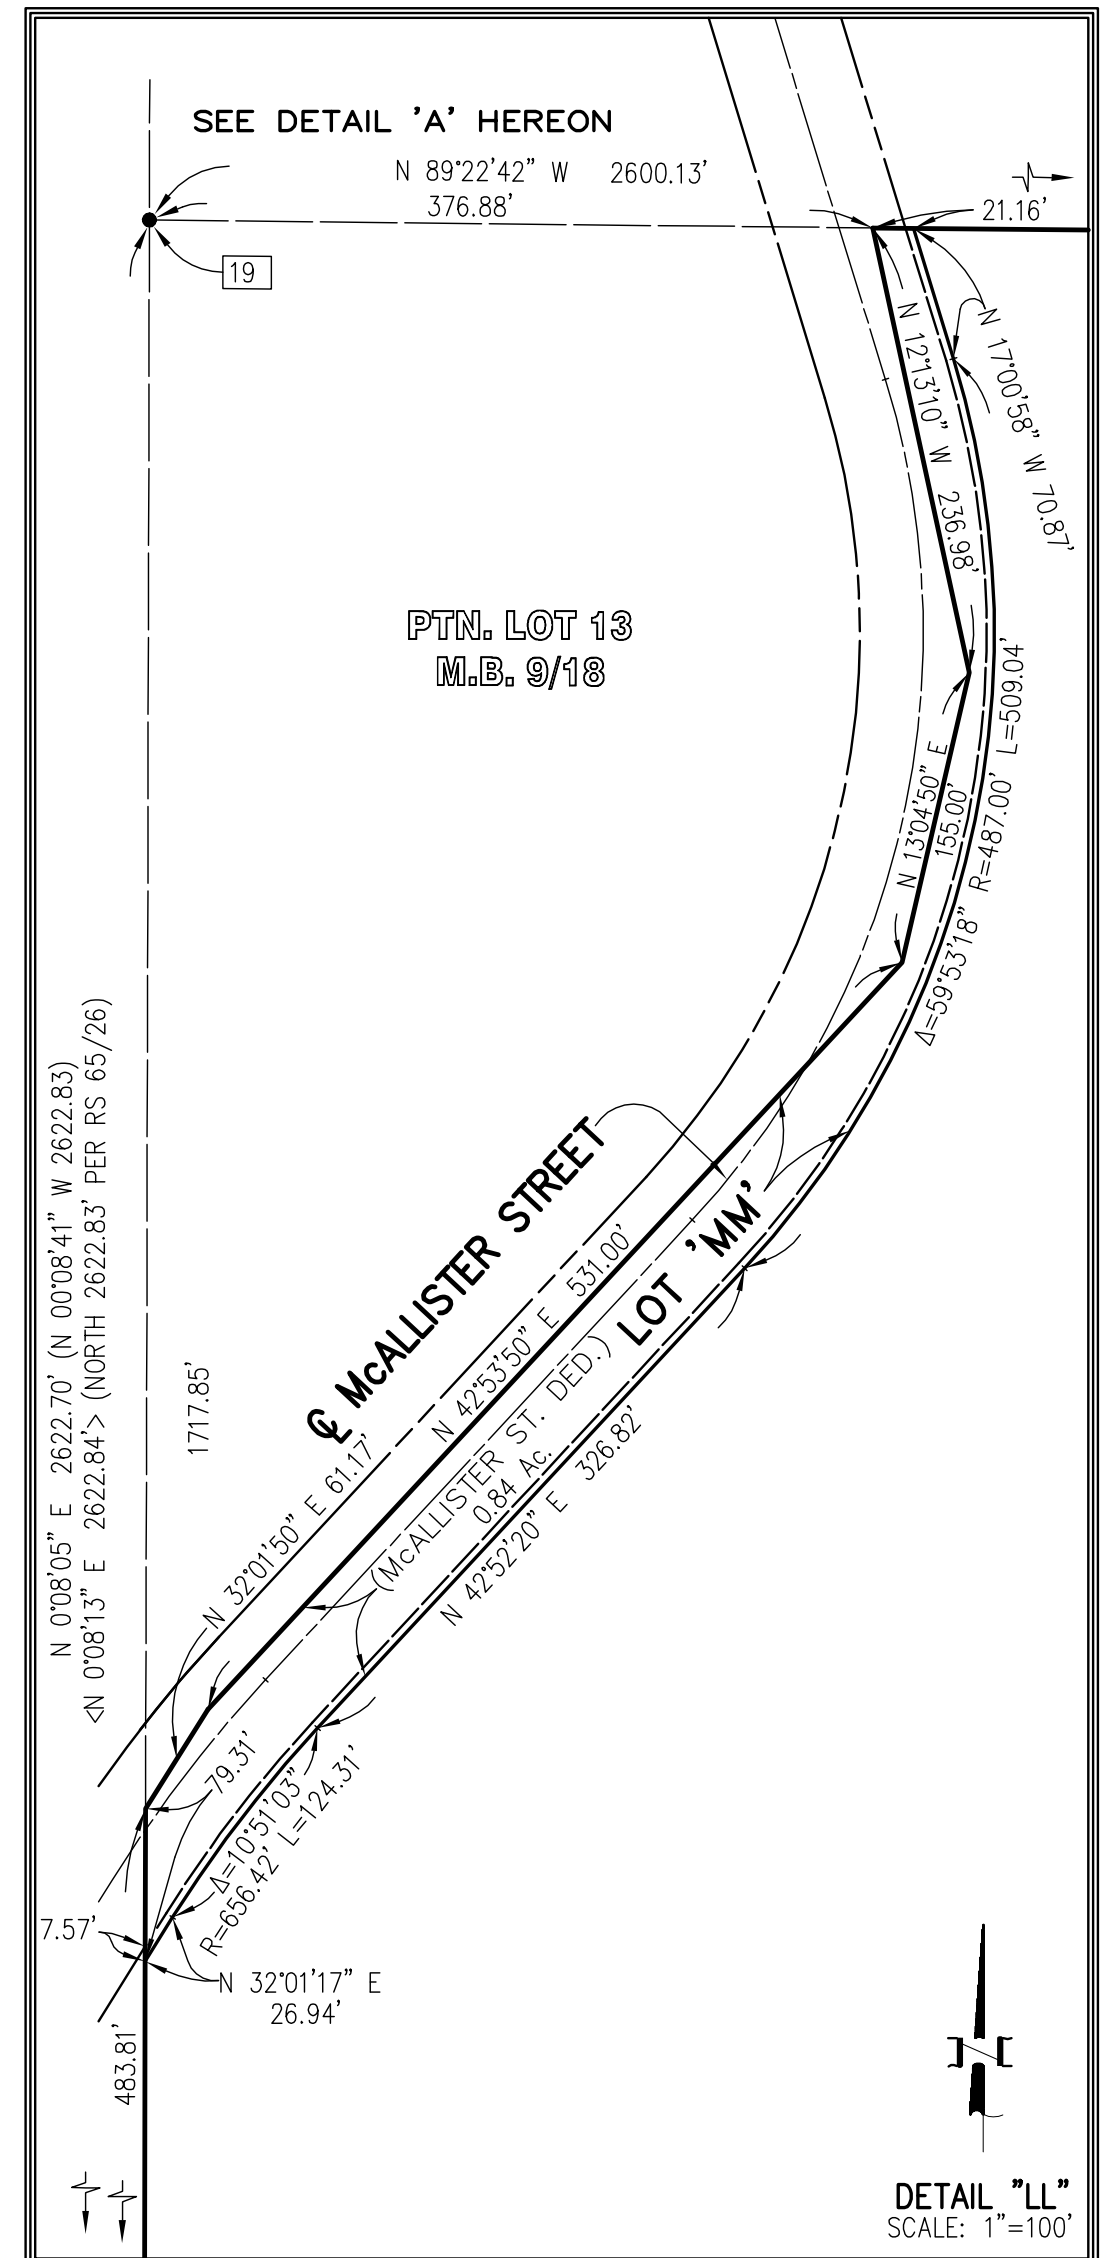 SEE DETAIL 'A' HEREON
N 89°22'42" W 2600.13'
376.88'
21.16'
19
N 12°13'10" W 236.98'
N 17°00'58" W 70.87'
PTN. LOT 13
M.B. 9/18
N 13°04'50" E
155.00'
Δ=59°53'18" R=487.00' L=509.04'
N 0°08'05" E 2622.70' (N 00°08'41" W 2622.83)
<N 0°08'13" E 2622.84'> (NORTH 2622.83' PER RS 65/26)
1717.85'
℄ McALLISTER STREET
N 42°53'50" E 531.00'
LOT 'MM'
(McALLISTER ST. DED.)
0.84 Ac.
N 32°01'50" E 61.17'
N 42°52'20" E 326.82'
79.31'
Δ=10°51'03"
R=656.42' L=124.31'
7.57'
N 32°01'17" E
26.94'
483.81'
DETAIL "LL"
SCALE: 1"=100'